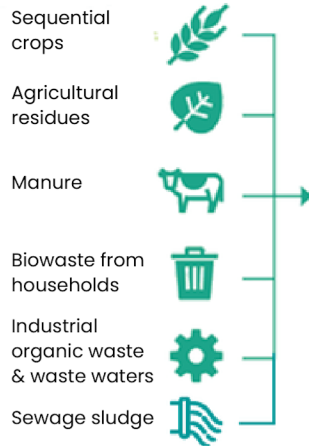 Sequential
crops
Agricultural
residues
Manure
Biowaste from
households
Industrial
organic waste
& waste waters
Sewage sludge